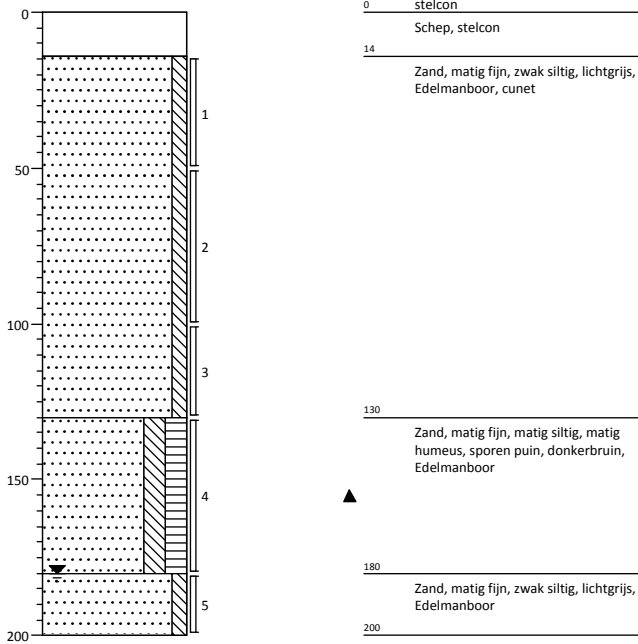 0
50
100
150
200
1
2
3
4
5
0
stelcon
Schep, stelcon
14
Zand, matig fijn, zwak siltig, lichtgrijs,
Edelmanboor, cunet
130
Zand, matig fijn, matig siltig, matig
humeus, sporen puin, donkerbruin,
Edelmanboor
180
Zand, matig fijn, zwak siltig, lichtgrijs,
Edelmanboor
200